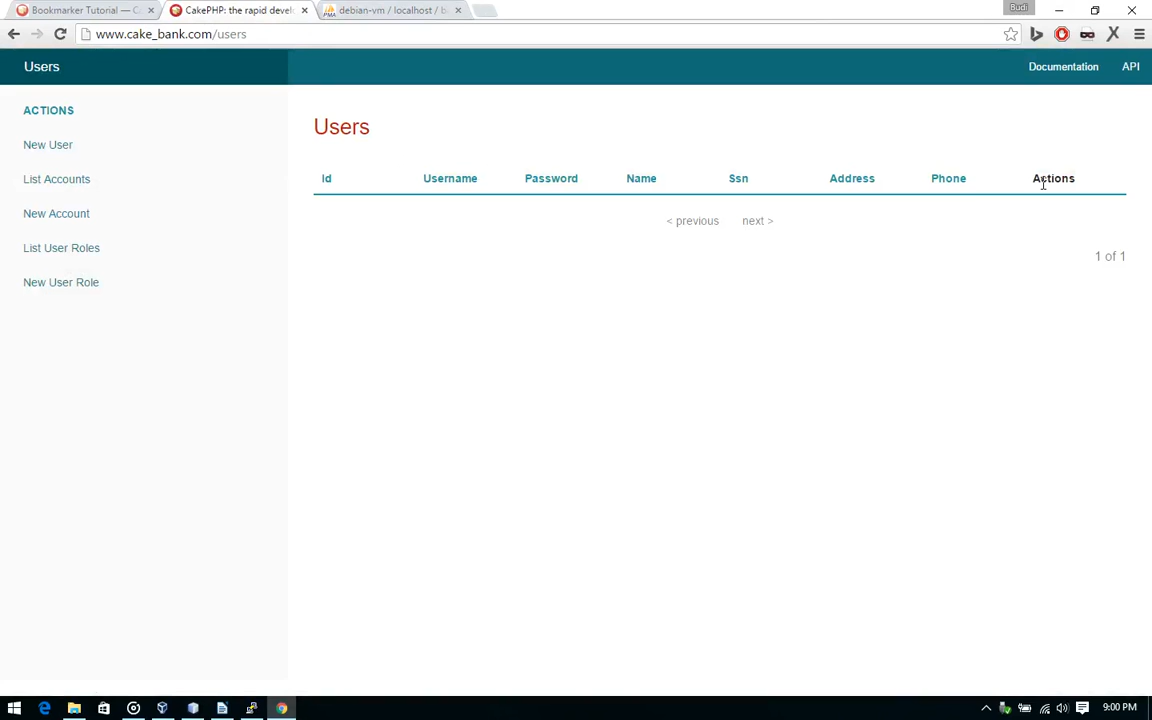 Bookmarker Tutorial — C
CakePHP: the rapid devel
debian-vm / localhost / b
Budi
www.cake_bank.com/users
Users
Documentation
API
ACTIONS
New User
List Accounts
New Account
List User Roles
New User Role
Users
Id Username Password Name Ssn Address Phone Actions
< previous next >
1 of 1
9:00 PM